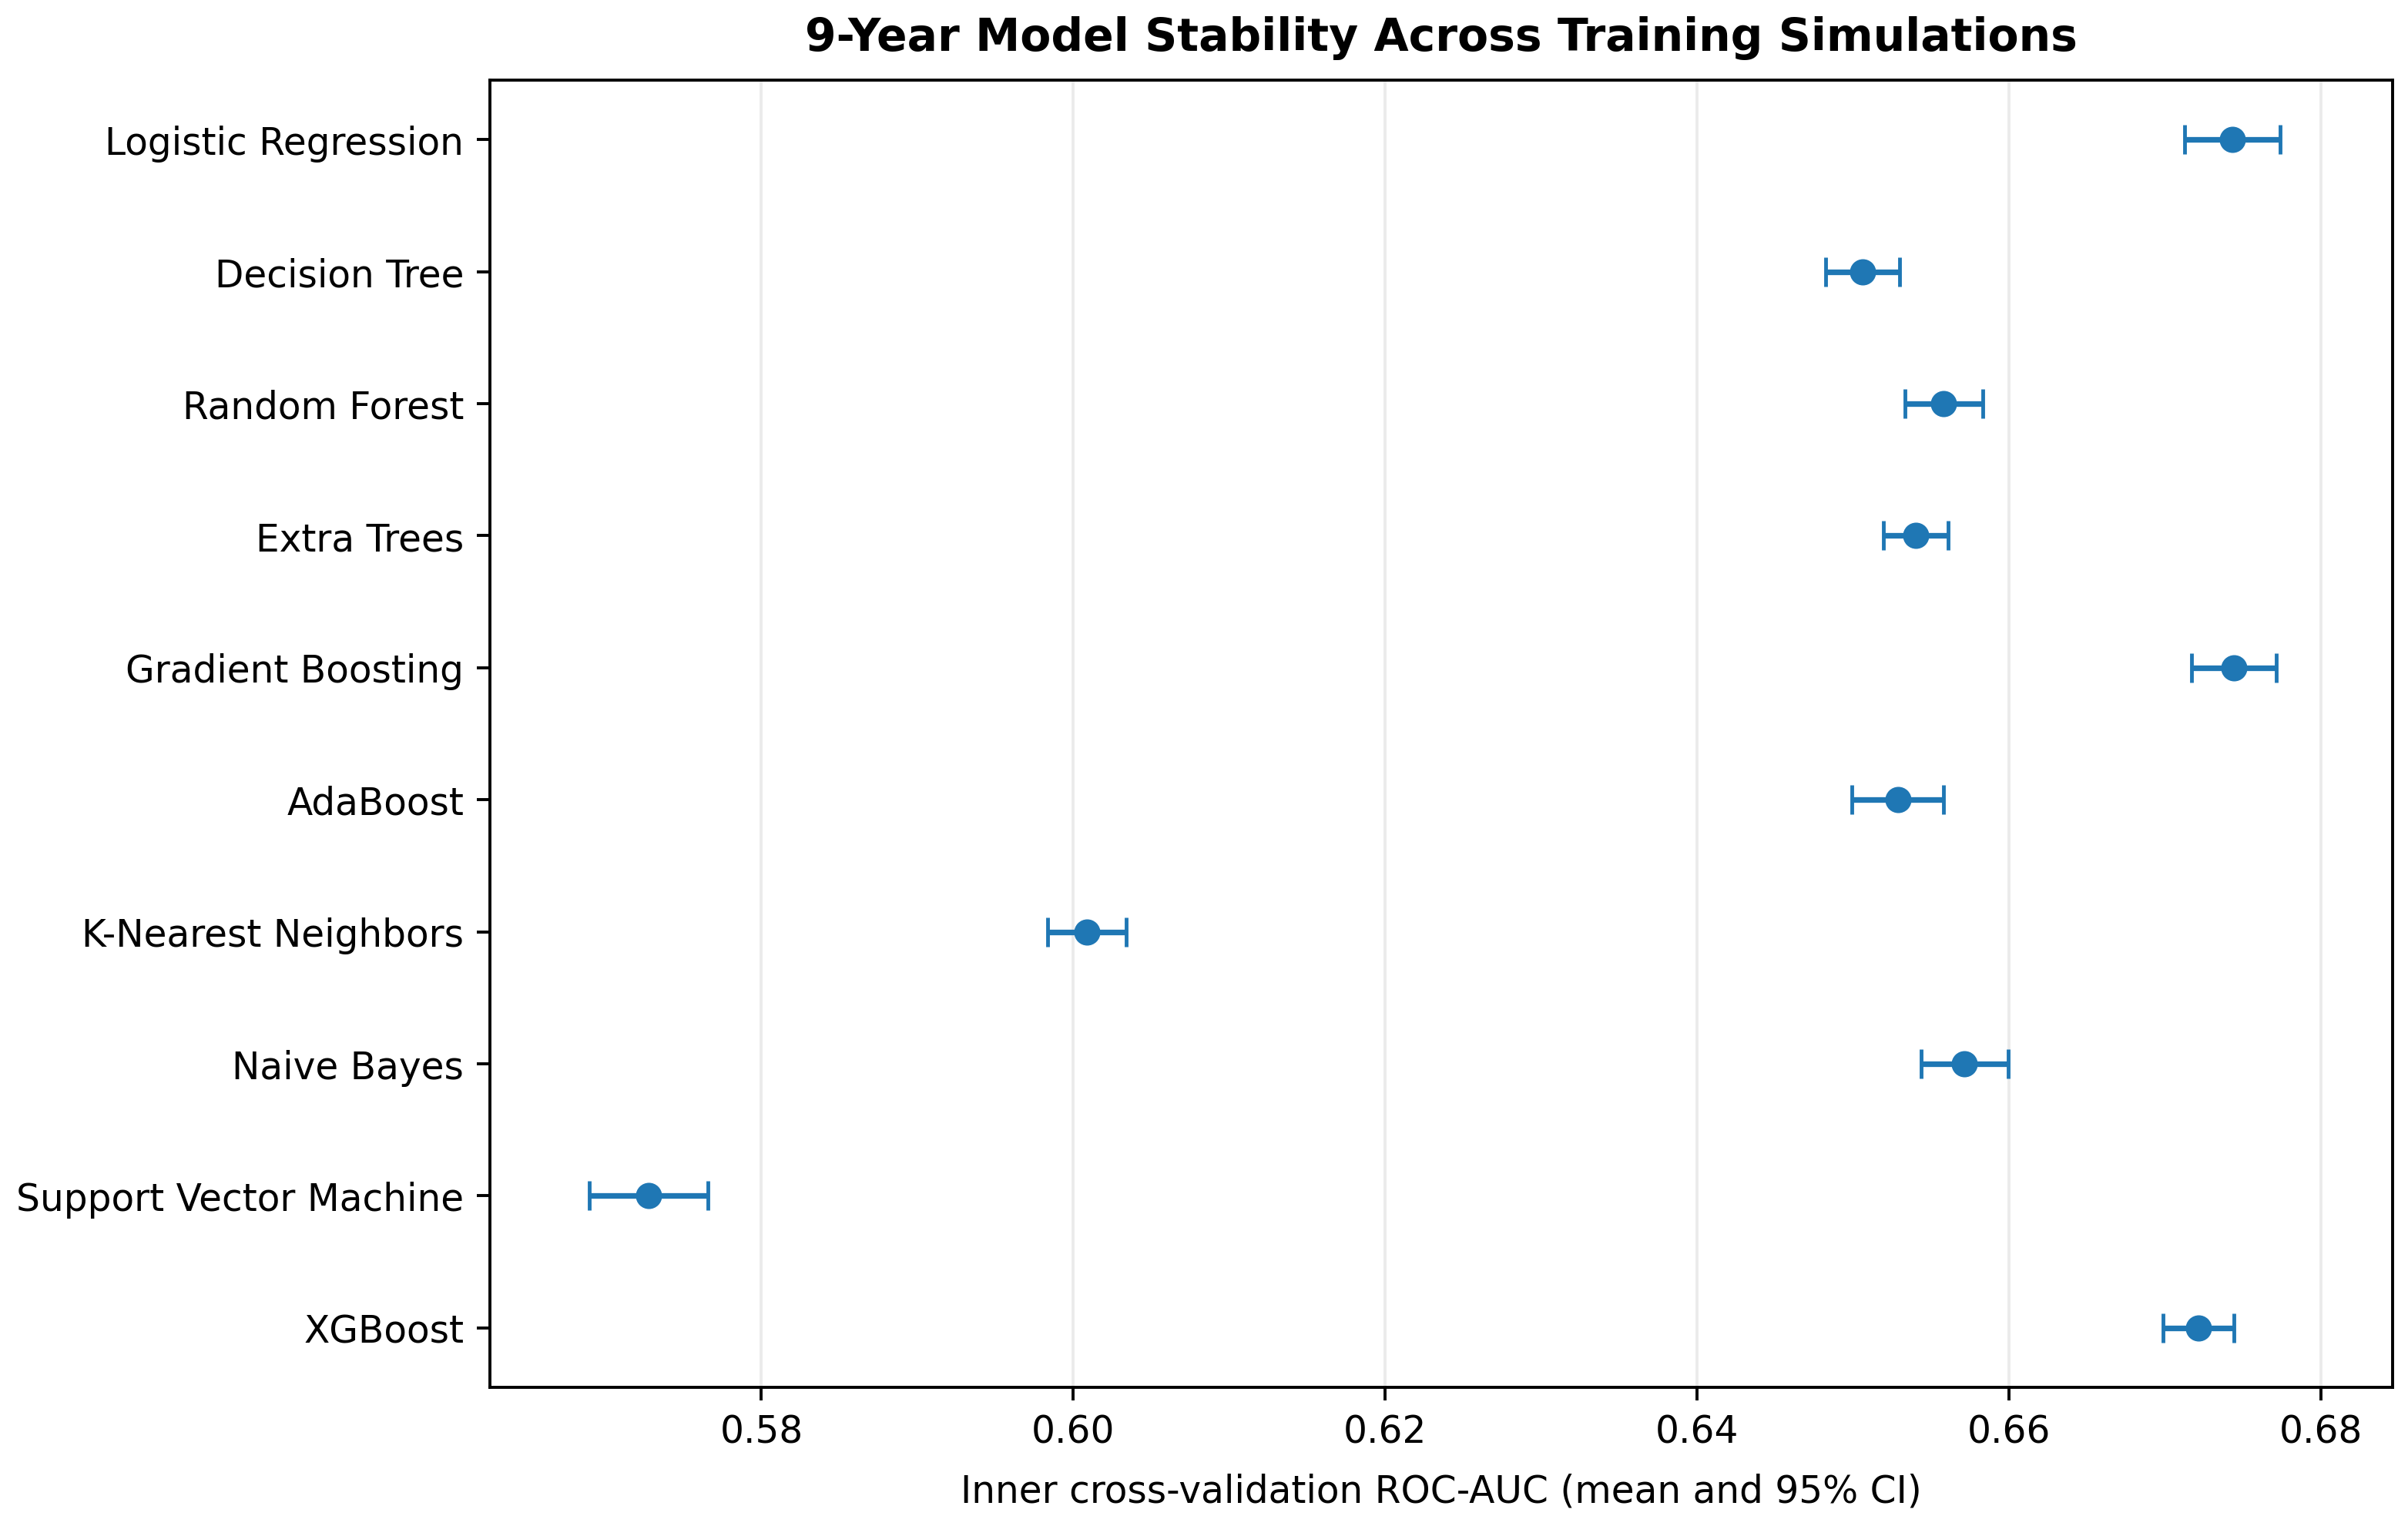 9-Year Model Stability Across Training Simulations
Logistic Regression
Decision Tree
Random Forest
Extra Trees
Gradient Boosting
AdaBoost
K-Nearest Neighbors
Naive Bayes
Support Vector Machine
XGBoost
0.58 0.60 0.62 0.64 0.66 0.68
Inner cross-validation ROC-AUC (mean and 95% CI)